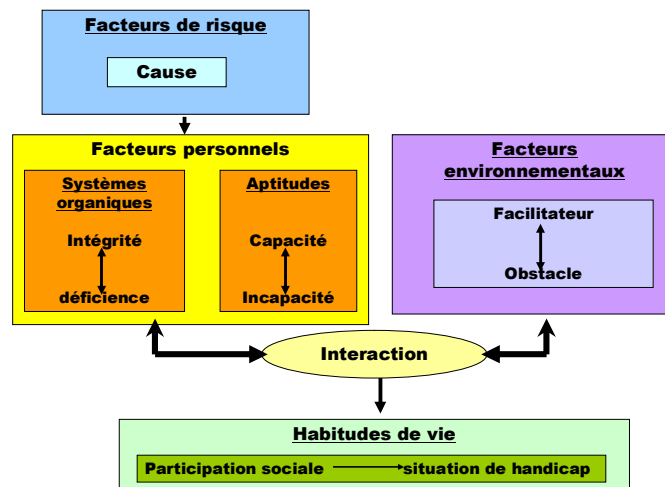 Facteurs de risque
Cause
Facteurs personnels
Systèmes
organiques
Intégrité
déficience
Aptitudes
Capacité
Incapacité
Facteurs
environnementaux
Facilitateur
Obstacle
Interaction
Habitudes de vie
Participation sociale situation de handicap